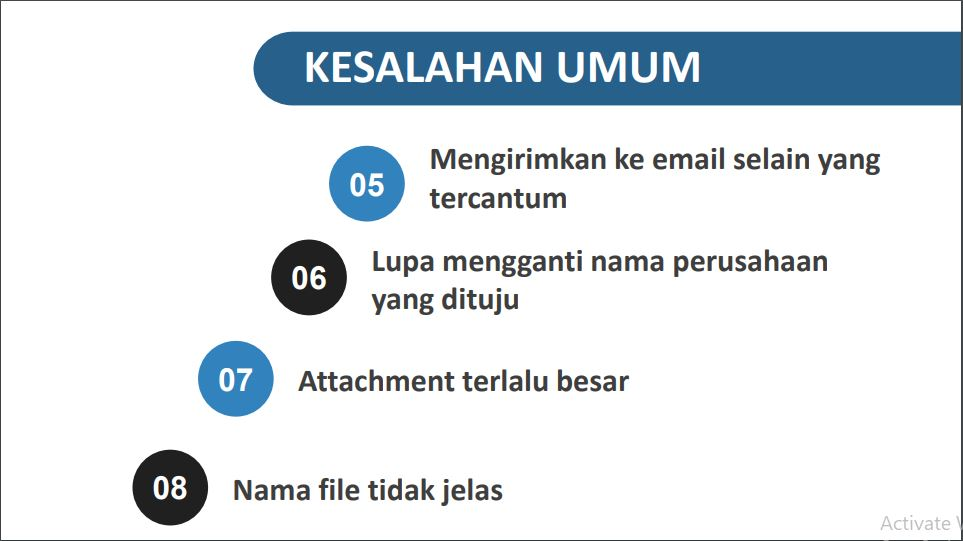 KESALAHAN UMUM
05
Mengirimkan ke email selain yang
tercantum
06
Lupa mengganti nama perusahaan
yang dituju
07
Attachment terlalu besar
08
Nama file tidak jelas
Activate